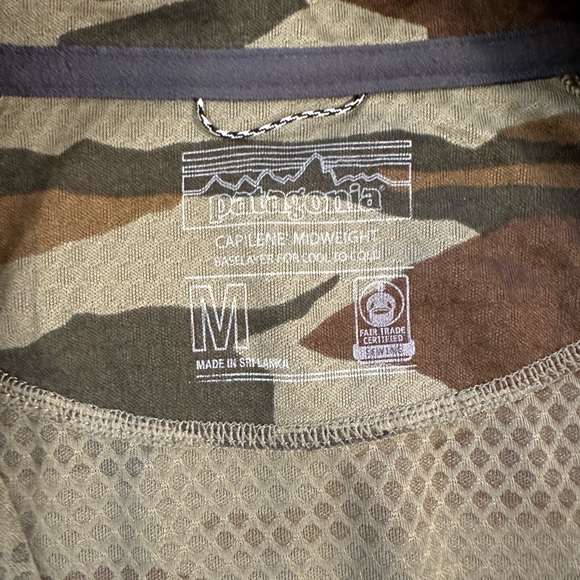 patagonia®
CAPILENE® MIDWEIGHT
BASELAYER FOR COOL TO COLD
M
FAIR TRADE
CERTIFIED
SEWING
MADE IN SRI LANKA